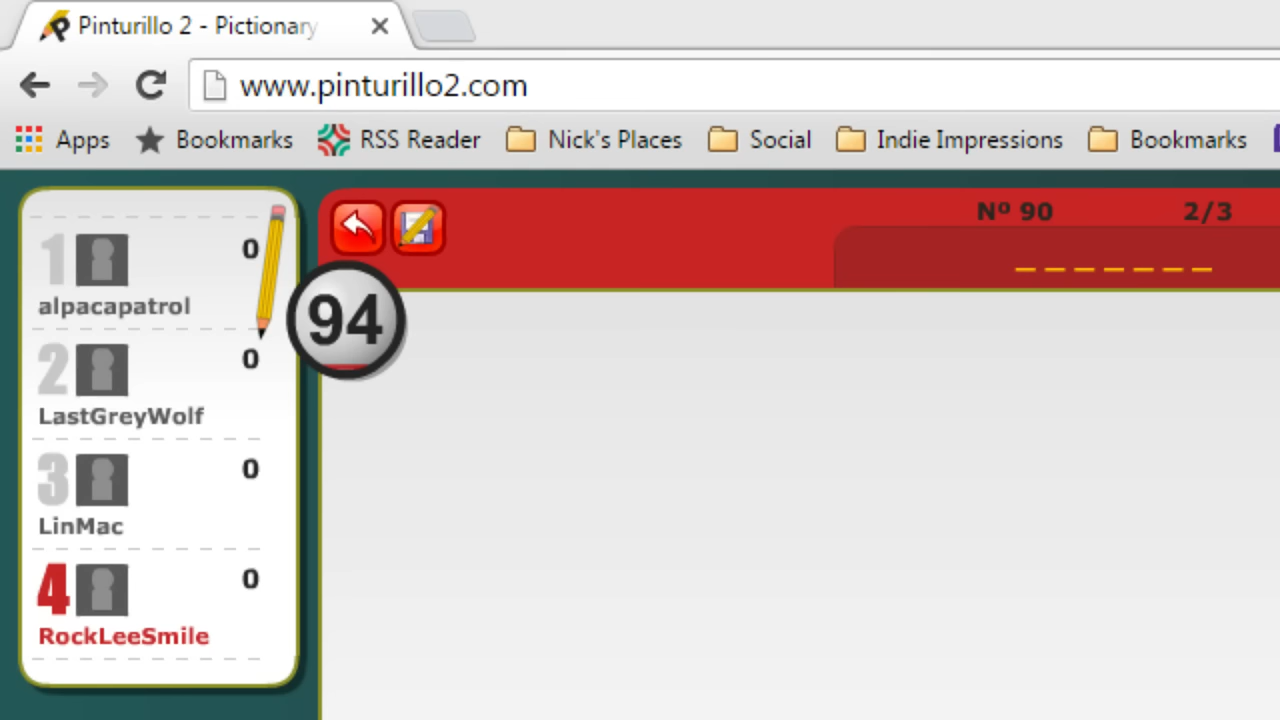 Pinturillo 2 - Pictionary
www.pinturillo2.com
Apps Bookmarks RSS Reader Nick's Places Social Indie Impressions Bookmarks
Nº 90 2/3
_ _ _ _ _ _ _
94
1 0
alpacapatrol
2 0
LastGreyWolf
3 0
LinMac
4 0
RockLeeSmile